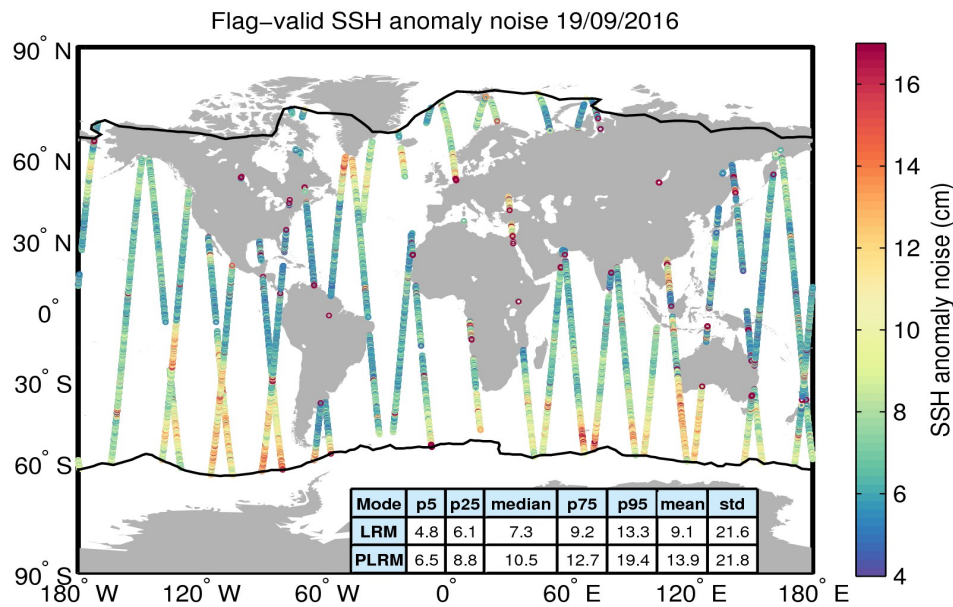 Flag−valid SSH anomaly noise 19/09/2016
90° N
60° N
30° N
0°
30° S
60° S
90° S
180° W 120° W 60° W 0° 60° E 120° E 180° E
Mode p5 p25 median p75 p95 mean std
LRM 4.8 6.1 7.3 9.2 13.3 9.1 21.6
PLRM 6.5 8.8 10.5 12.7 19.4 13.9 21.8
16
14
12
10
8
6
4
SSH anomaly noise (cm)